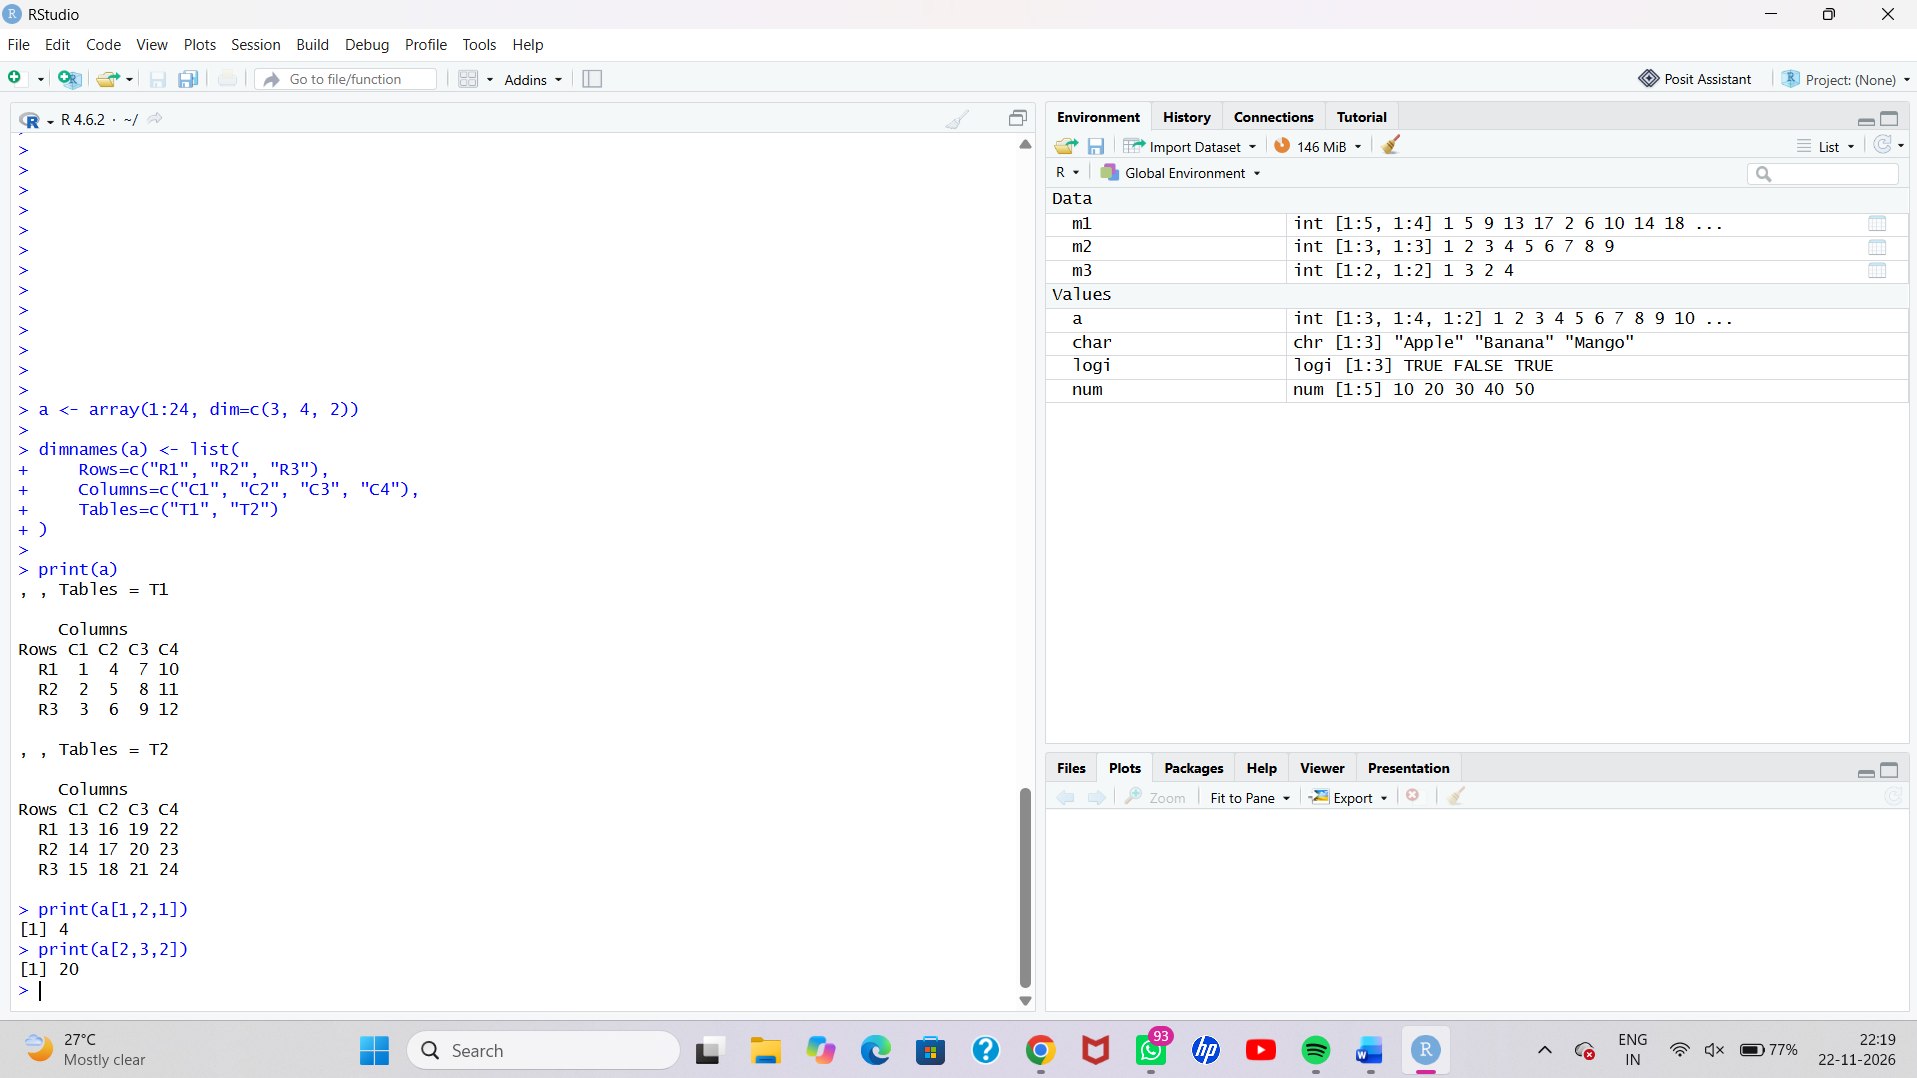 RStudio
File Edit Code View Plots Session Build Debug Profile Tools Help
Go to file/function Addins Posit Assistant Project: (None)
R 4.6.2 · ~/
>
>
>
>
>
>
>
>
>
>
>
>
>
>
> a <- array(1:24, dim=c(3, 4, 2))
>
> dimnames(a) <- list(
+     Rows=c("R1", "R2", "R3"),
+     Columns=c("C1", "C2", "C3", "C4"),
+     Tables=c("T1", "T2")
+ )
>
> print(a)
, , Tables = T1
    Columns
Rows C1 C2 C3 C4
  R1  1  4  7 10
  R2  2  5  8 11
  R3  3  6  9 12
, , Tables = T2
    Columns
Rows C1 C2 C3 C4
  R1 13 16 19 22
  R2 14 17 20 23
  R3 15 18 21 24
> print(a[1,2,1])
[1] 4
> print(a[2,3,2])
[1] 20
>
Environment History Connections Tutorial
Import Dataset 146 MiB List
R Global Environment
Data
m1 int [1:5, 1:4] 1 5 9 13 17 2 6 10 14 18 ...
m2 int [1:3, 1:3] 1 2 3 4 5 6 7 8 9
m3 int [1:2, 1:2] 1 3 2 4
Values
a int [1:3, 1:4, 1:2] 1 2 3 4 5 6 7 8 9 10 ...
char chr [1:3] "Apple" "Banana" "Mango"
logi logi [1:3] TRUE FALSE TRUE
num num [1:5] 10 20 30 40 50
Files Plots Packages Help Viewer Presentation
Zoom Fit to Pane Export
27°C
Mostly clear
Search
93
hp
ENG
IN
77%
22:19
22-11-2026